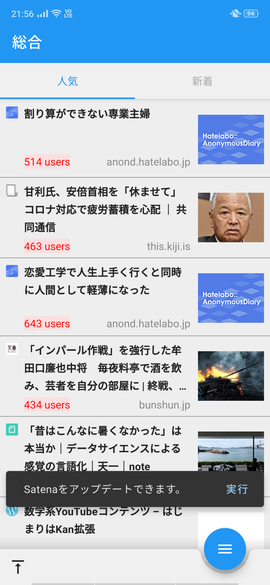 21:56
94
総合
人気
新着
割り算ができない専業主婦
Hatelabo::
AnonymousDiary
514 users
anond.hatelabo.jp
甘利氏、安倍首相を「休ませて」
コロナ対応で疲労蓄積を心配 ｜ 共
同通信
463 users
this.kiji.is
恋愛工学で人生上手く行くと同時
に人間として軽薄になった
Hatelabo::
AnonymousDiary
643 users
anond.hatelabo.jp
「インパール作戦」を強行した牟
田口廉也中将　毎夜料亭で酒を飲
み、芸者を自分の部屋に | 終戦、...
434 users
bunshun.jp
「昔はこんなに暑くなかった」は
本当か｜データサイエンスによる
感覚の言語化｜天一｜note
Satenaをアップデートできます。
実行
数学系YouTubeコンテンツ – はじ
まりはKan拡張